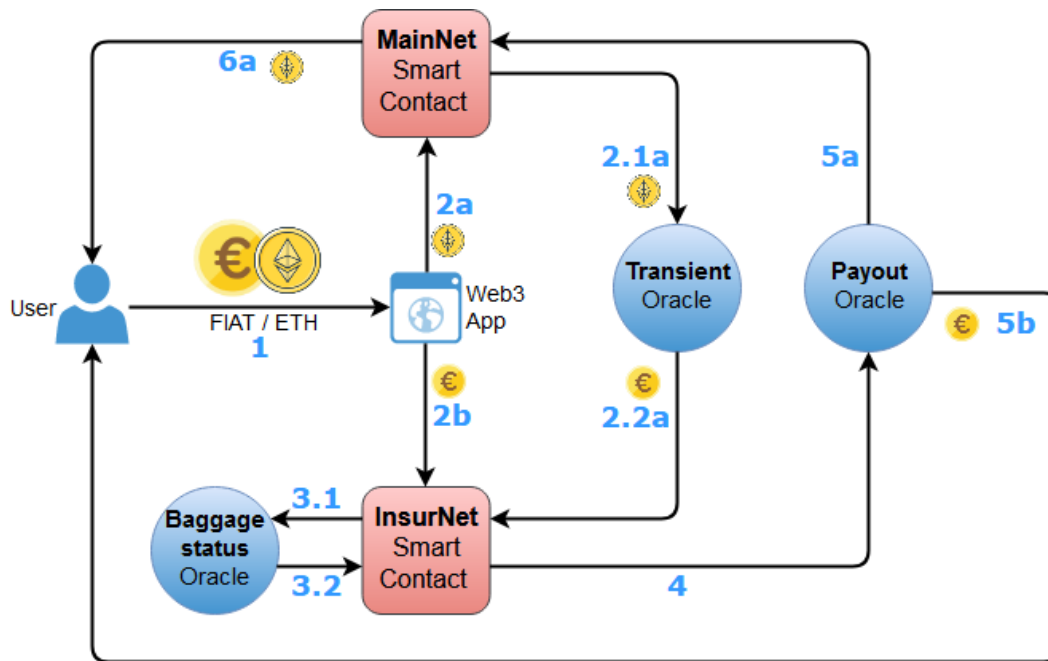 MainNet
Smart
Contact
6a
2.1a
5a
2a
€
Transient
Oracle
Payout
Oracle
User
Web3
App
FIAT / ETH
1
€
5b
€
2b
€
2.2a
3.1
Baggage
status
Oracle
3.2
InsurNet
Smart
Contact
4